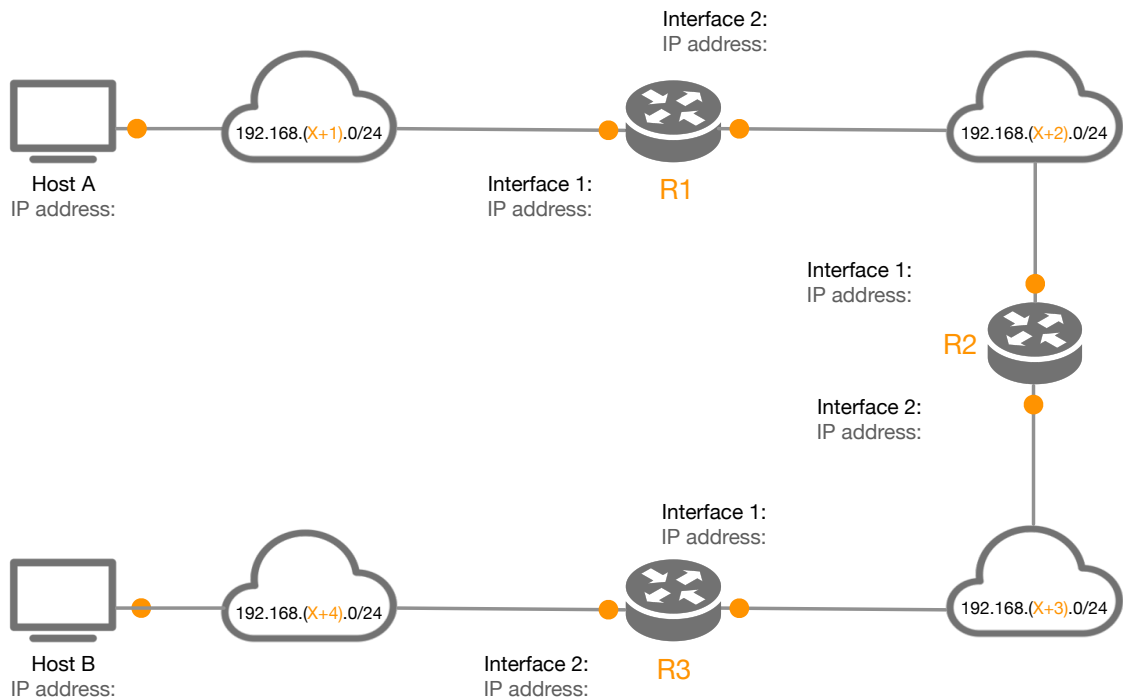 Interface 2:
IP address:
192.168.(X+1).0/24
192.168.(X+2).0/24
Host A
IP address:
Interface 1:
IP address:
R1
Interface 1:
IP address:
R2
Interface 2:
IP address:
Interface 1:
IP address:
192.168.(X+4).0/24
192.168.(X+3).0/24
Host B
IP address:
Interface 2:
IP address:
R3